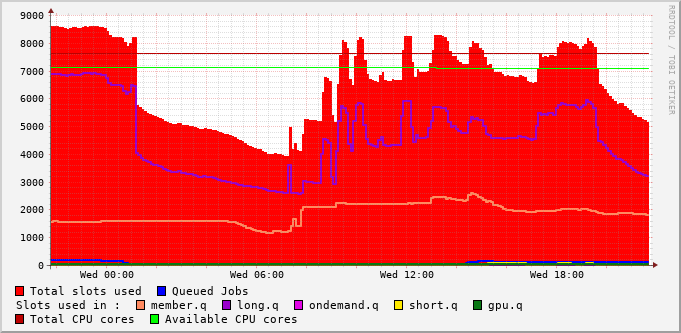 RRDTOOL / TOBI OETIKER
9000
8000
7000
6000
5000
4000
3000
2000
1000
0
Wed 00:00 Wed 06:00 Wed 12:00 Wed 18:00
Total slots used Queued Jobs
Slots used in : member.q long.q ondemand.q short.q gpu.q
Total CPU cores Available CPU cores